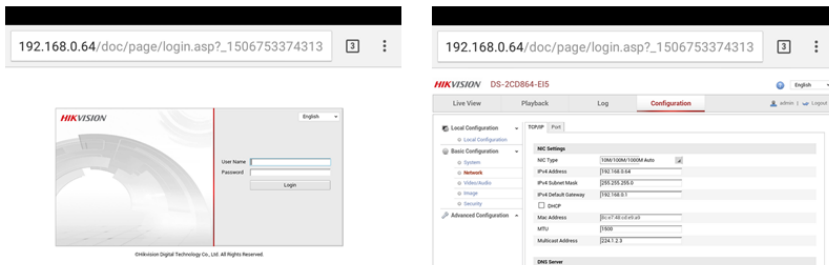 192.168.0.64/doc/page/login.asp?_1506753374313
3
HIKVISION
English
User Name
Password
Login
©Hikvision Digital Technology Co., Ltd. All Rights Reserved.
192.168.0.64/doc/page/login.asp?_1506753374313
3
HIKVISION DS-2CD864-EI5
English
Live View Playback Log Configuration admin | Logout
Local Configuration
Local Configuration
Basic Configuration
System
Network
Video/Audio
Image
Security
Advanced Configuration
TCP/IP Port
NIC Settings
NIC Type 10M/100M/1000M Auto
IPv4 Address 192.168.0.64
IPv4 Subnet Mask 255.255.255.0
IPv4 Default Gateway 192.168.0.1
DHCP
Mac Address
MTU 1500
Multicast Address 224.1.2.3
DNS Server